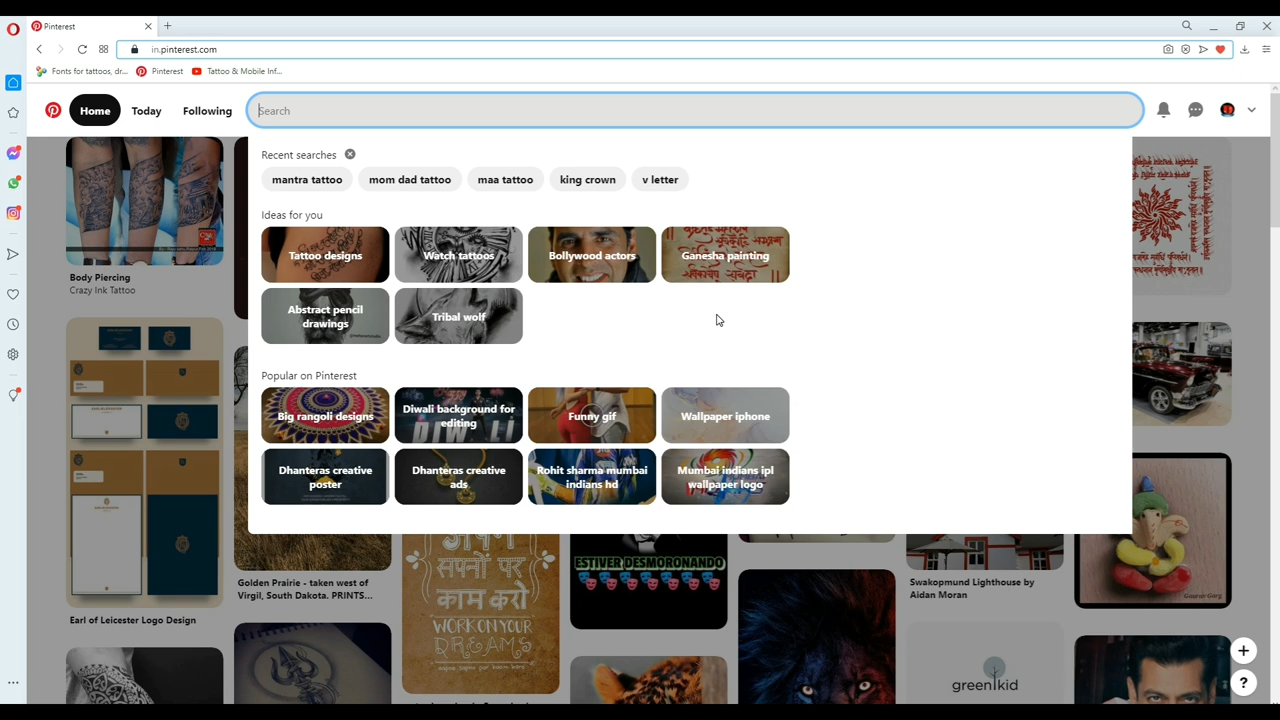 Pinterest
in.pinterest.com
Fonts for tattoos, dr... Pinterest Tattoo & Mobile Inf...
Home Today Following Search
Recent searches
mantra tattoo mom dad tattoo maa tattoo king crown v letter
Ideas for you
Tattoo designs Watch tattoos Bollywood actors Ganesha painting
Abstract pencil
drawings
Tribal wolf
Popular on Pinterest
Big rangoli designs
Diwali background for
editing
Funny gif Wallpaper iphone
Dhanteras creative
poster
Dhanteras creative
ads
Rohit sharma mumbai
indians hd
Mumbai indians ipl
wallpaper logo
Body Piercing
Crazy Ink Tattoo
Earl of Leicester Logo Design
Golden Prairie - taken west of
Virgil, South Dakota. PRINTS...
सपनों पर
काम करो
WORK ON YOUR
DREAMS
ESTIVER DESMORONANDO
Swakopmund Lighthouse by
Aidan Moran
greenkid
Gaurav Garg
+
?